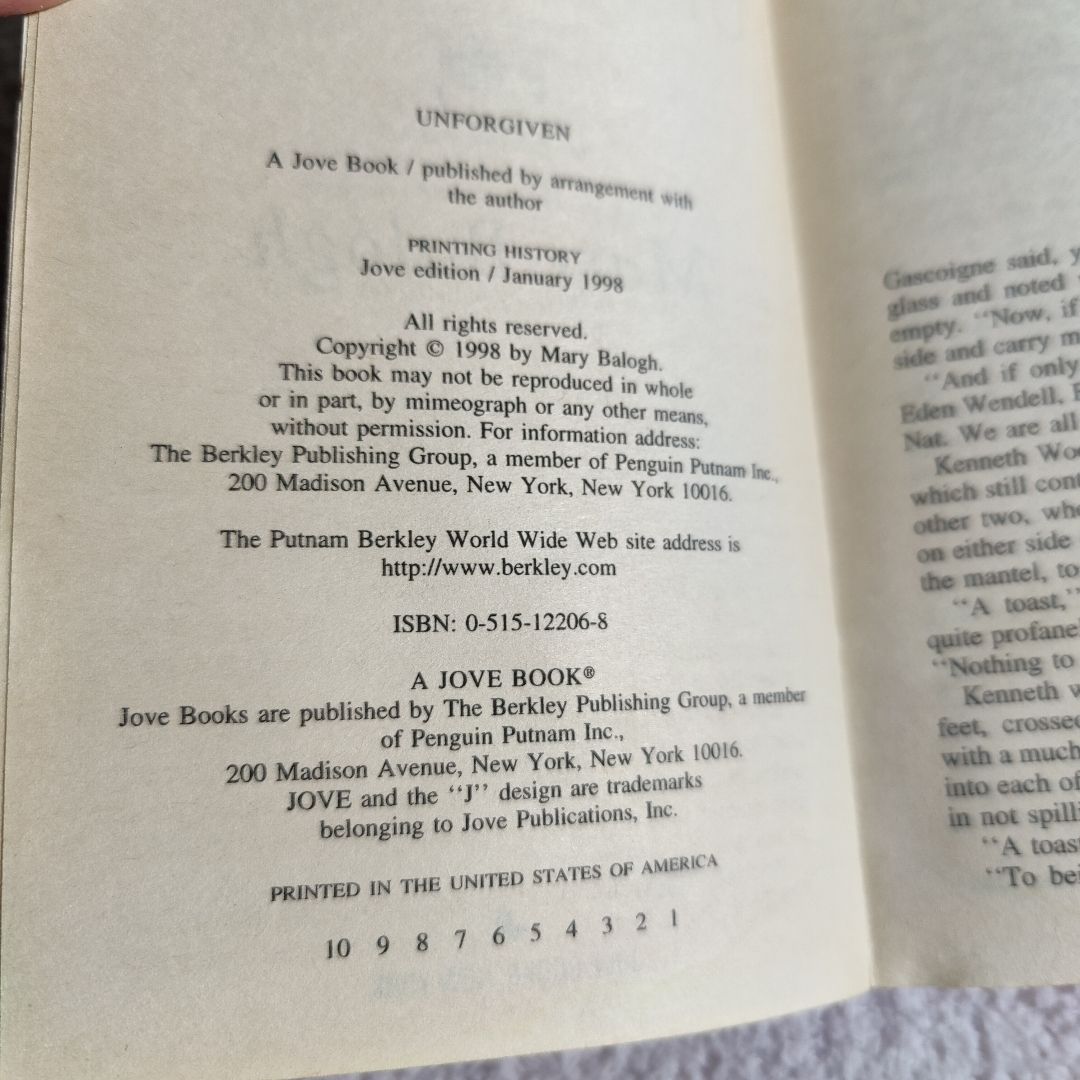 UNFORGIVEN
A Jove Book / published by arrangement with
the author
PRINTING HISTORY
Jove edition / January 1998
All rights reserved.
Copyright © 1998 by Mary Balogh.
This book may not be reproduced in whole
or in part, by mimeograph or any other means,
without permission. For information address:
The Berkley Publishing Group, a member of Penguin Putnam Inc.,
200 Madison Avenue, New York, New York 10016.
The Putnam Berkley World Wide Web site address is
http://www.berkley.com
ISBN: 0-515-12206-8
A JOVE BOOK®
Jove Books are published by The Berkley Publishing Group, a member
of Penguin Putnam Inc.,
200 Madison Avenue, New York, New York 10016.
JOVE and the ‘‘J’’ design are trademarks
belonging to Jove Publications, Inc.
PRINTED IN THE UNITED STATES OF AMERICA
10 9 8 7 6 5 4 3 2 1
Gascoigne said,
glass and noted
empty. ‘‘Now, if
side and carry
‘‘And if only
Eden Wendell,
Nat. We are all
Kenneth
which still
other two,
on either side
the mantel, to
‘‘A toast,’’
quite
‘‘Nothing to
Kenneth
feet,
with a much
into each of
in not
‘‘A
‘‘To